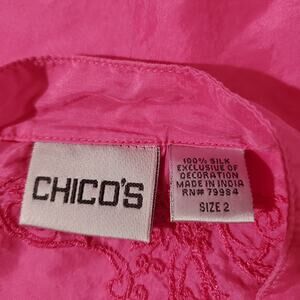 CHICO'S
100% SILK
EXCLUSIVE OF
DECORATION
MADE IN INDIA
RN# 79984
SIZE 2